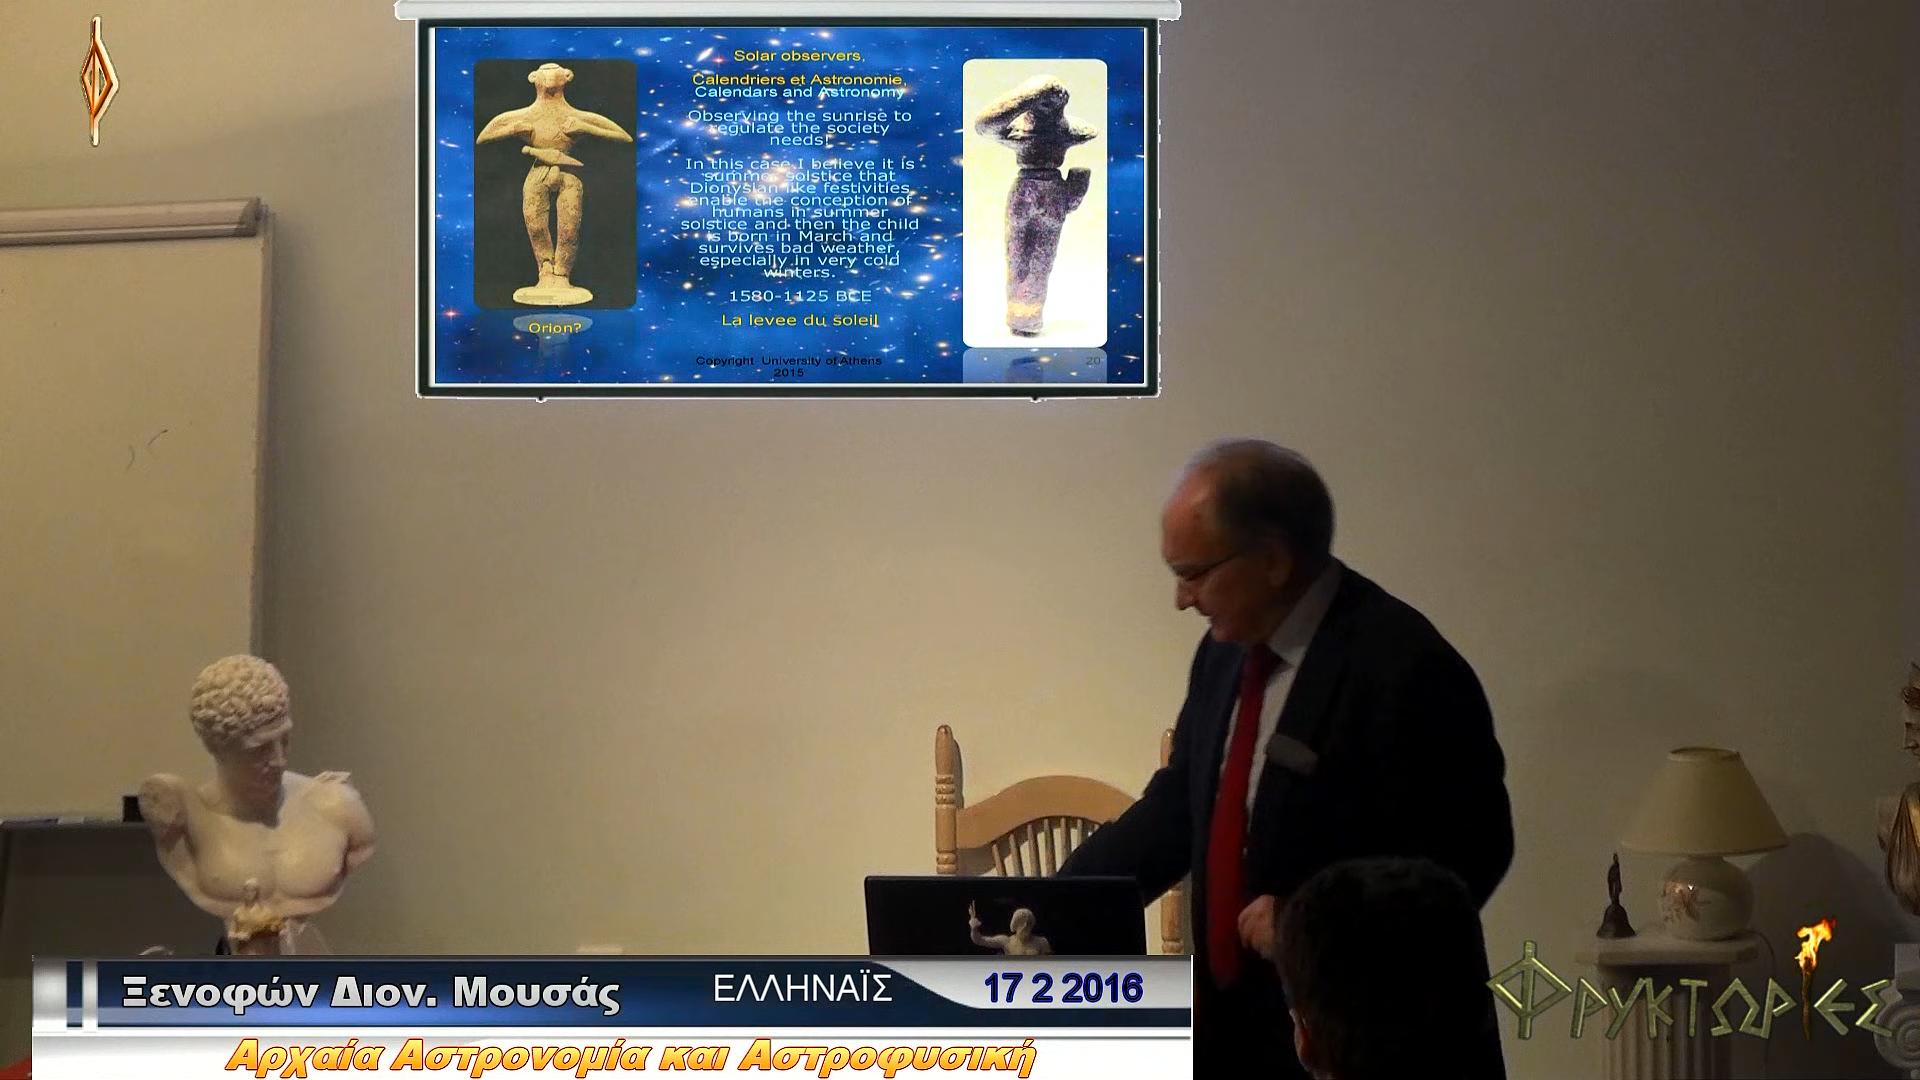 Solar observers,
Calendriers et Astronomie,
Calendars and Astronomy
Observing the sunrise to
regulate the society
needs!
In this case I believe it is
summer solstice that
Dionysian like festivities
enable the conception of
humans in summer
solstice and then the child
is born in March and
survives bad weather,
especially in very cold
winters.
1580-1125 BCE
La levee du soleil
Orion?
Copyright University of Athens
2015
20
Ξενοφών Διον. Μουσάς
ΕΛΛΗΝΑΪΣ
17 2 2016
Αρχαία Αστρονομία και Αστροφυσική
ΦΡΥΚΤΩΡΙΕΣ